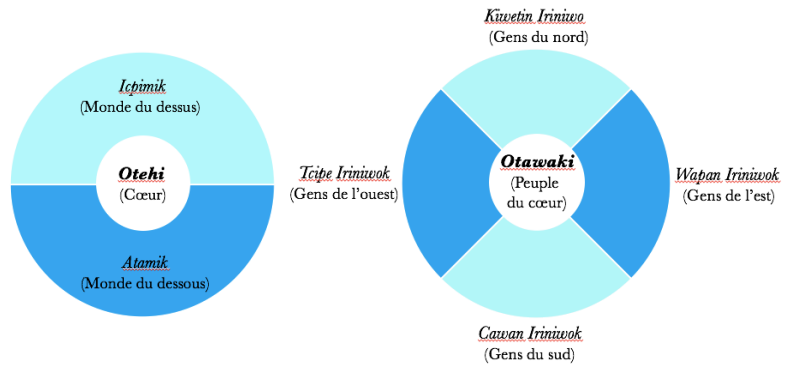 Icpimik
(Monde du dessus)
Otehi
(Cœur)
Atamik
(Monde du dessous)
Kiwetin Iriniwo
(Gens du nord)
Tcipe Iriniwok
(Gens de l’ouest)
Otawaki
(Peuple
du cœur)
Wapan Iriniwok
(Gens de l’est)
Cawan Iriniwok
(Gens du sud)